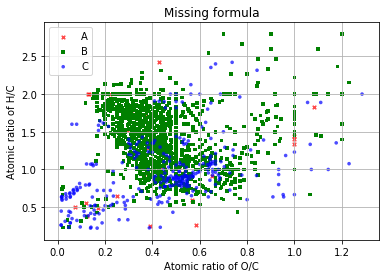 Missing formula
A
B
C
Atomic ratio of H/C
2.5
2.0
1.5
1.0
0.5
0.0 0.2 0.4 0.6 0.8 1.0 1.2
Atomic ratio of O/C